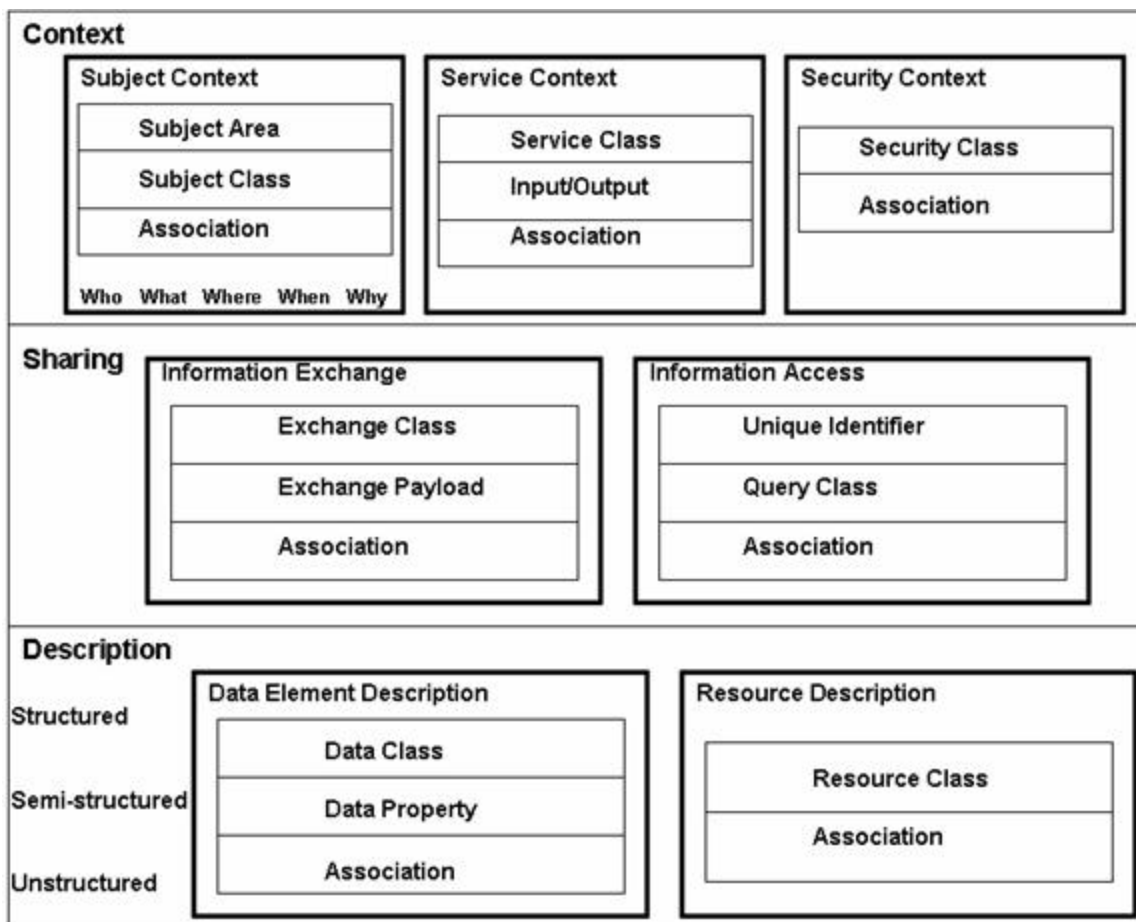 Context
Subject Context
Subject Area
Subject Class
Association
Who What Where When Why
Service Context
Service Class
Input/Output
Association
Security Context
Security Class
Association
Sharing
Information Exchange
Exchange Class
Exchange Payload
Association
Information Access
Unique Identifier
Query Class
Association
Description
Structured
Semi-structured
Unstructured
Data Element Description
Data Class
Data Property
Association
Resource Description
Resource Class
Association